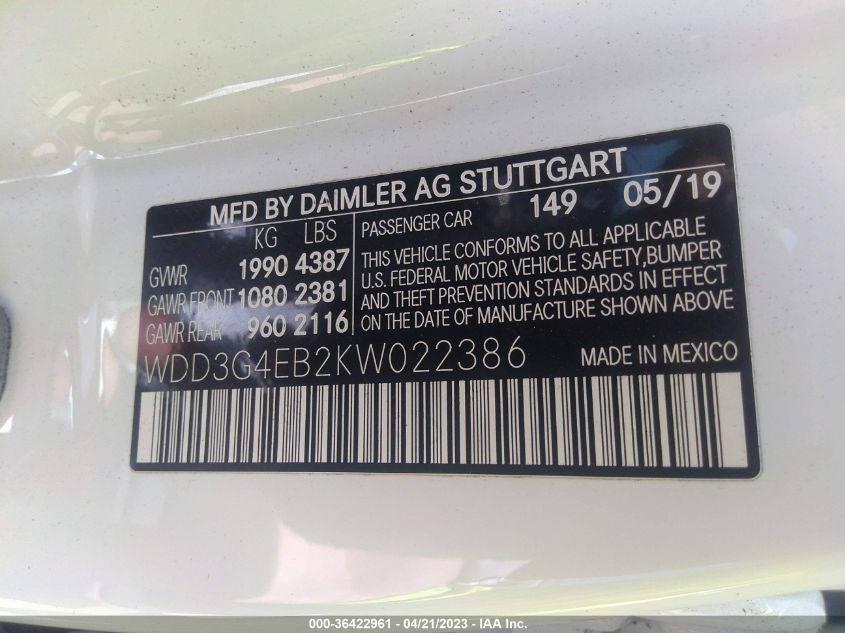 MFD BY DAIMLER AG STUTTGART
KG LBS
GVWR 1990 4387
GAWR FRONT 1080 2381
GAWR REAR 960 2116
PASSENGER CAR 149 05/19
THIS VEHICLE CONFORMS TO ALL APPLICABLE
U.S. FEDERAL MOTOR VEHICLE SAFETY,BUMPER
AND THEFT PREVENTION STANDARDS IN EFFECT
ON THE DATE OF MANUFACTURE SHOWN ABOVE
WDD3G4EB2KW022386 MADE IN MEXICO
000-36422961 - 04/21/2023 - IAA Inc.